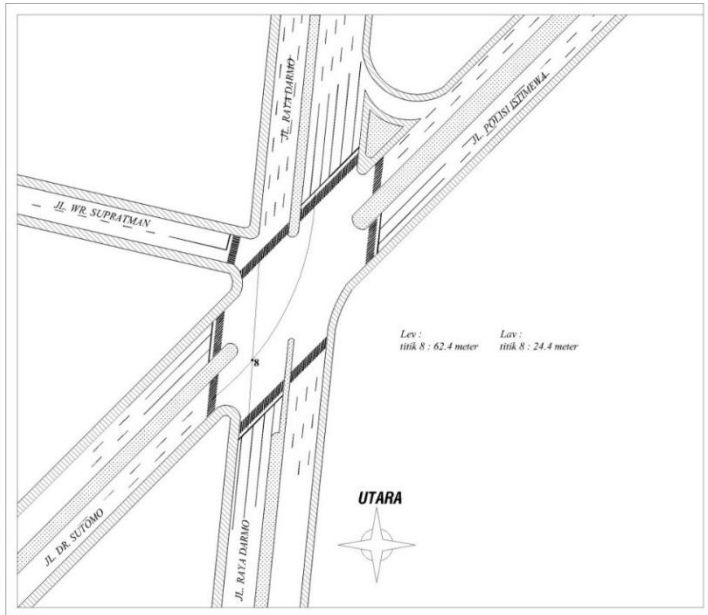 JL. RAYA DARMO
JL. POLISI ISTIMEWA
JL. WR. SUPRATMAN
Lev :
titik 8 : 62.4 meter
Lav :
titik 8 : 24.4 meter
8
UTARA
JL. DR. SUTOMO
JL. RAYA DARMO